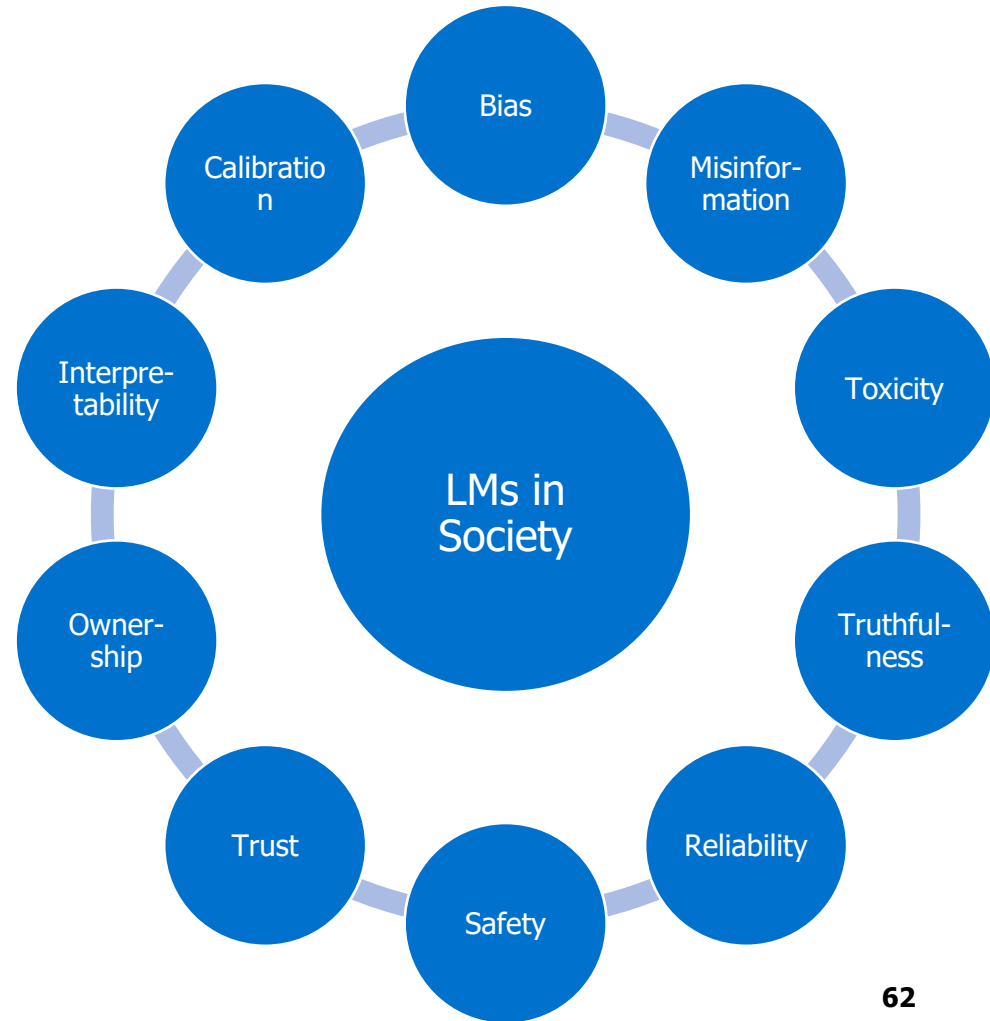 Bias
Misinfor-
mation
Toxicity
Truthful-
ness
Reliability
Safety
Trust
Owner-
ship
Interpre-
tability
Calibratio
n
LMs in
Society
62